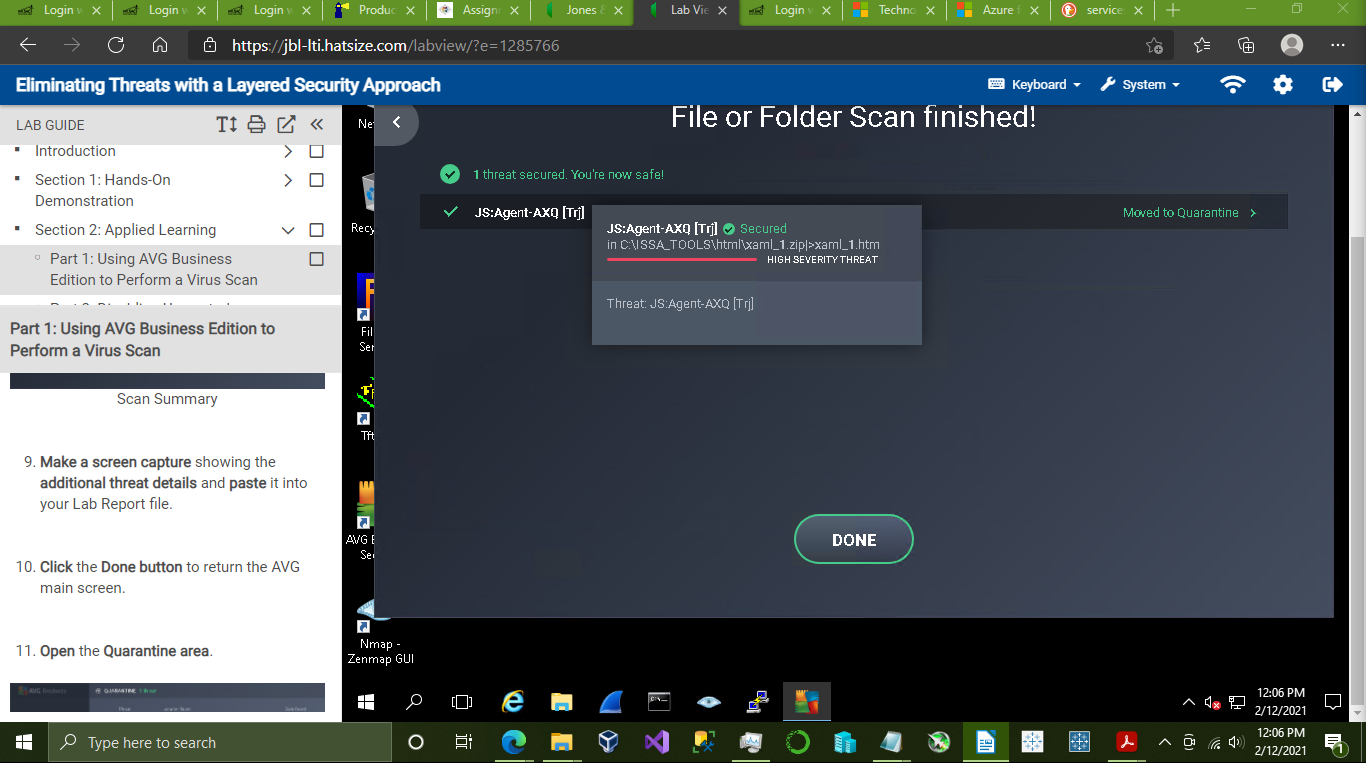 Login w
Login w
Login w
Produc
Assign
Jones &
Lab Vie
Login w
Techno
Azure
service
https://jbl-lti.hatsize.com/labview/?e=1285766
Eliminating Threats with a Layered Security Approach
Keyboard
System
LAB GUIDE
Introduction
Section 1: Hands-On
Demonstration
Section 2: Applied Learning
Part 1: Using AVG Business
Edition to Perform a Virus Scan
Part 1: Using AVG Business Edition to
Perform a Virus Scan
Scan Summary
9. Make a screen capture showing the
additional threat details and paste it into
your Lab Report file.
10. Click the Done button to return the AVG
main screen.
11. Open the Quarantine area.
AVG Business
QUARANTINE 1 threat
Net
Recy
Fil
Ser
Tft
AVG B
Se
Nmap -
Zenmap GUI
File or Folder Scan finished!
1 threat secured. You're now safe!
JS:Agent-AXQ [Trj]
Moved to Quarantine
JS:Agent-AXQ [Trj] Secured
in C:\ISSA_TOOLS\html\xaml_1.zip|>xaml_1.htm
HIGH SEVERITY THREAT
Threat: JS:Agent-AXQ [Trj]
DONE
12:06 PM
2/12/2021
Type here to search
12:06 PM
2/12/2021
1